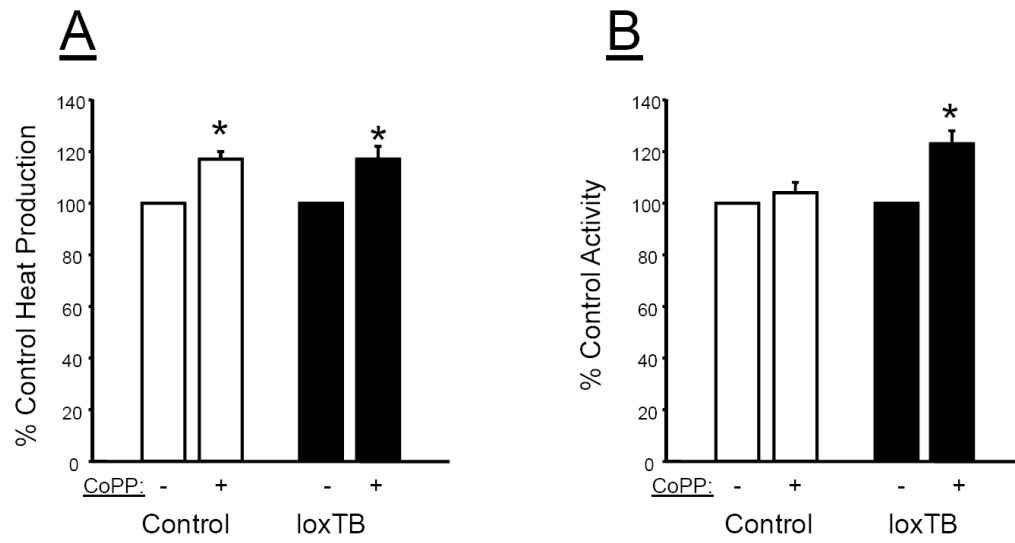 A
% Control Heat Production
140
120
100
80
60
40
20
0
* *
CoPP: - + - +
Control loxTB
B
% Control Activity
140
120
100
80
60
40
20
0
*
CoPP: - + - +
Control loxTB